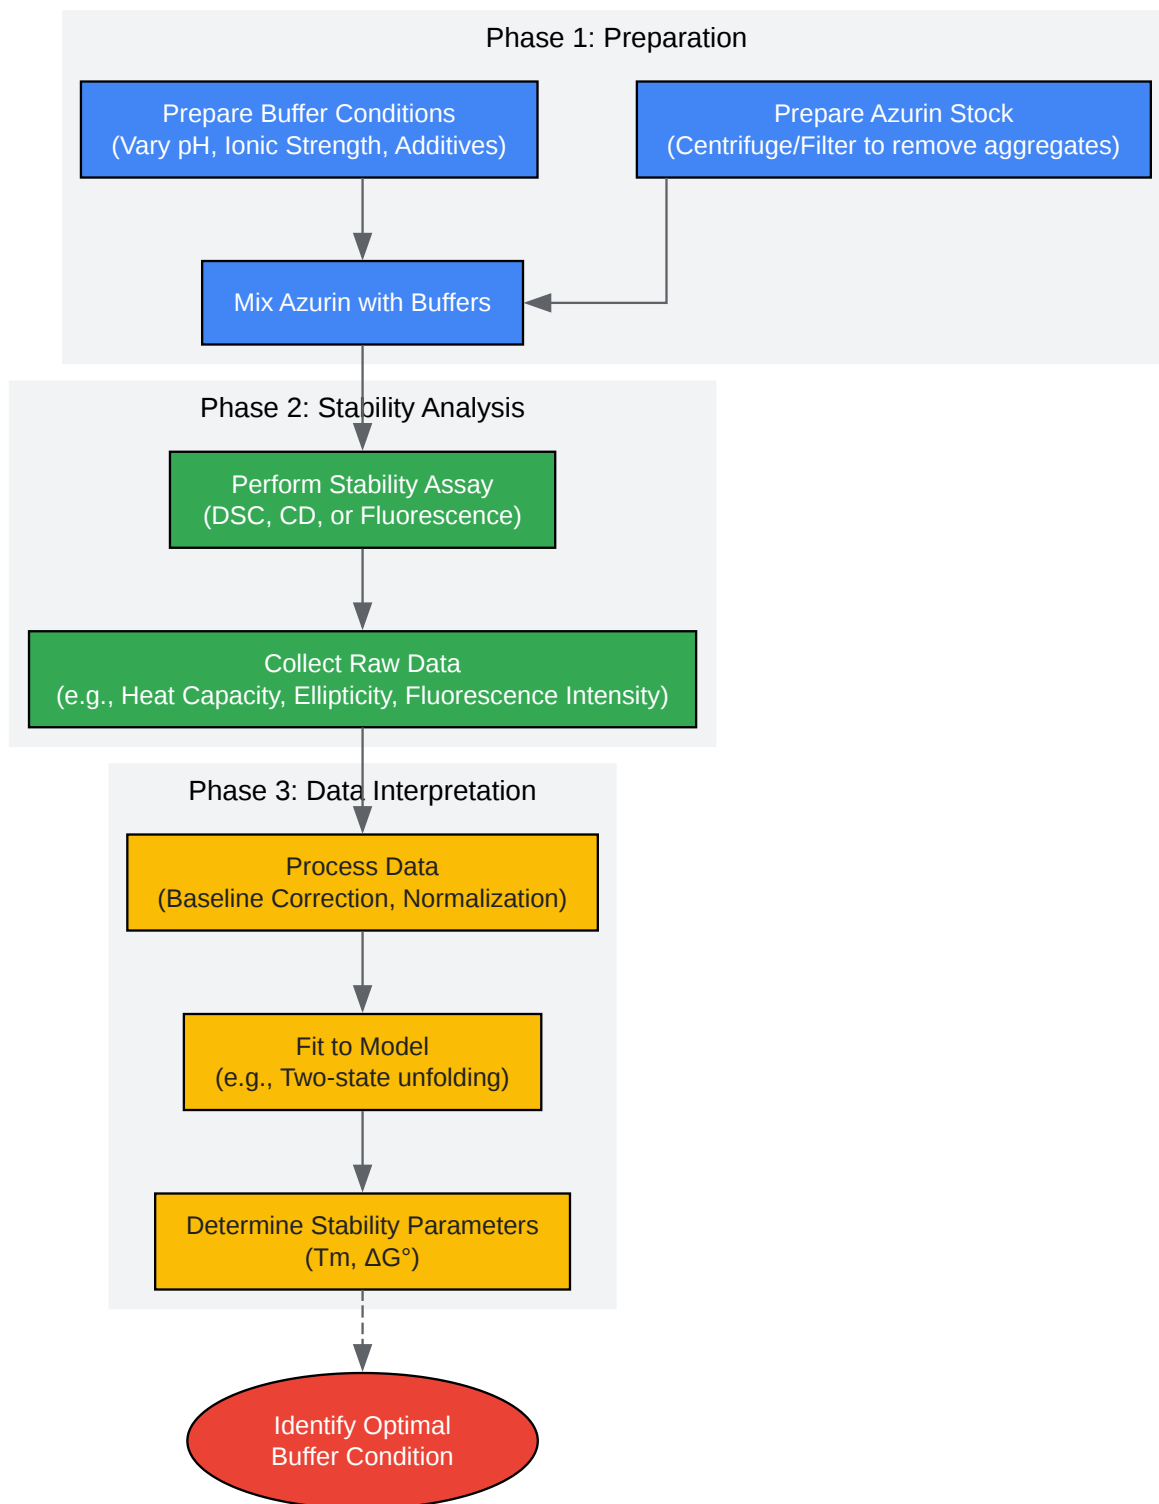 Phase 1: Preparation
Prepare Buffer Conditions
(Vary pH, Ionic Strength, Additives)
Prepare Azurin Stock
(Centrifuge/Filter to remove aggregates)
Mix Azurin with Buffers
Phase 2: Stability Analysis
Perform Stability Assay
(DSC, CD, or Fluorescence)
Collect Raw Data
(e.g., Heat Capacity, Ellipticity, Fluorescence Intensity)
Phase 3: Data Interpretation
Process Data
(Baseline Correction, Normalization)
Fit to Model
(e.g., Two-state unfolding)
Determine Stability Parameters
(Tm, ΔG°)
Identify Optimal
Buffer Condition